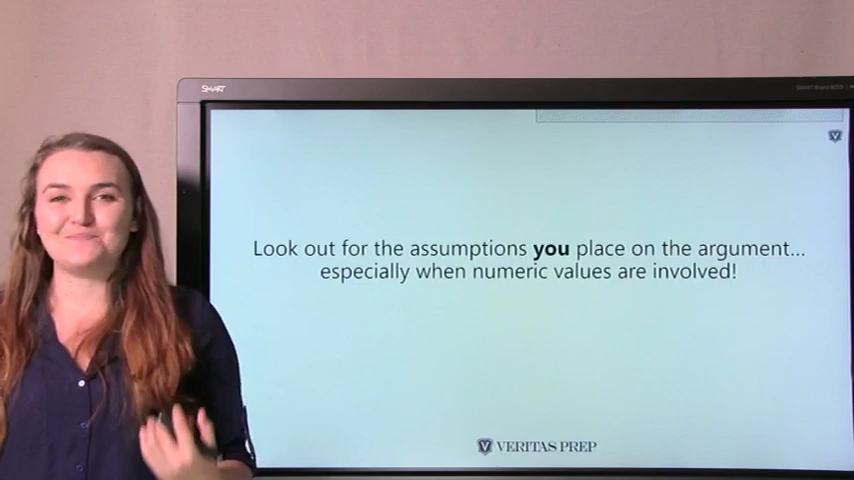 SMART
Look out for the assumptions you place on the argument...
especially when numeric values are involved!
VERITAS PREP